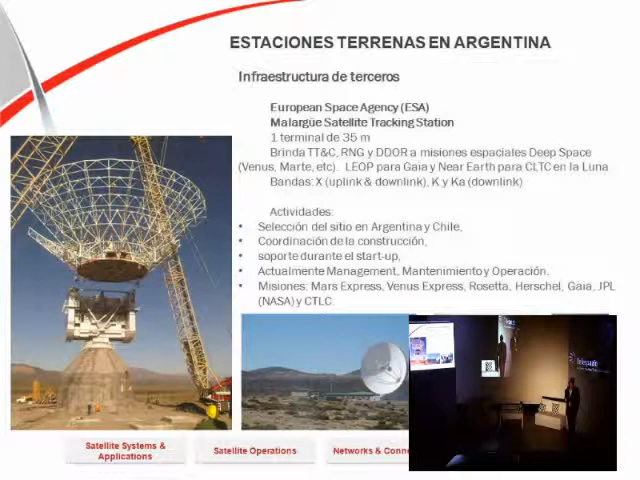 ESTACIONES TERRENAS EN ARGENTINA
Infraestructura de terceros
European Space Agency (ESA)
Malargüe Satellite Tracking Station
1 terminal de 35 m
Brinda TT&C, RNG y DDOR a misiones espaciales Deep Space
(Venus, Marte, etc). LEOP para Gaia y Near Earth para CLTC en la Luna
Bandas: X (uplink & downlink), K y Ka (downlink)
Actividades:
• Selección del sitio en Argentina y Chile,
• Coordinación de la construcción,
• soporte durante el start-up,
• Actualmente Management, Mantenimiento y Operación.
• Misiones: Mars Express, Venus Express, Rosetta, Herschel, Gaia, JPL
(NASA) y CTLC.
Satellite Systems &
Applications
Satellite Operations
Networks & Conn